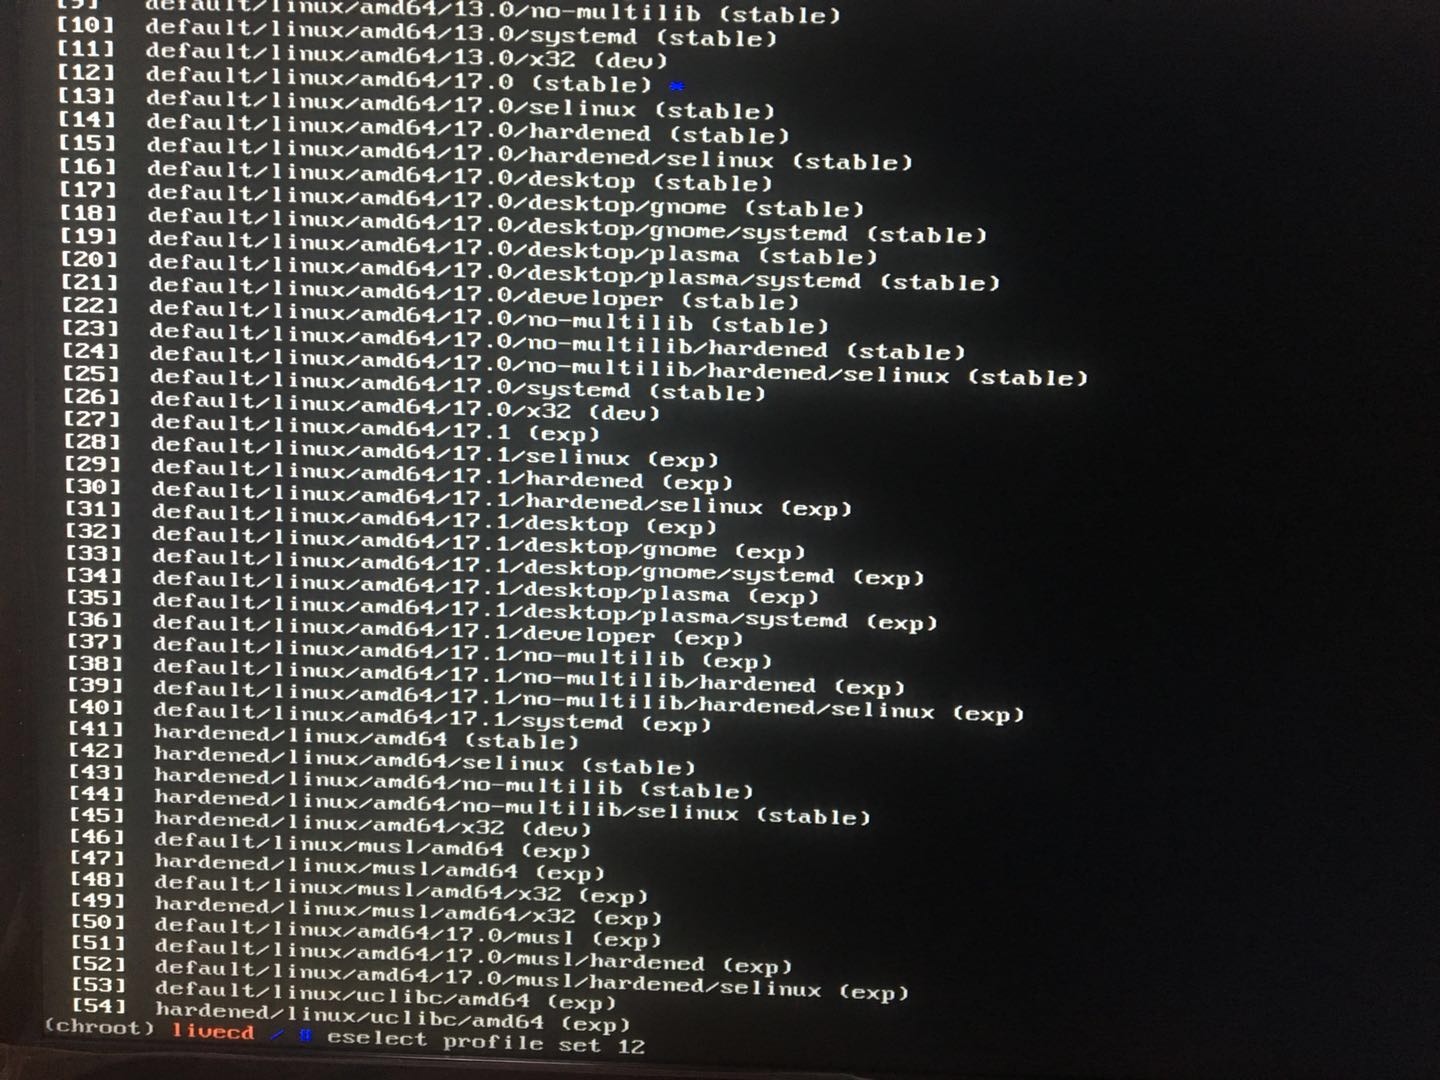 [9] default/linux/amd64/13.0/no-multilib (stable)
[10] default/linux/amd64/13.0/systemd (stable)
[11] default/linux/amd64/13.0/x32 (dev)
[12] default/linux/amd64/17.0 (stable) *
[13] default/linux/amd64/17.0/selinux (stable)
[14] default/linux/amd64/17.0/hardened (stable)
[15] default/linux/amd64/17.0/hardened/selinux (stable)
[16] default/linux/amd64/17.0/desktop (stable)
[17] default/linux/amd64/17.0/desktop/gnome (stable)
[18] default/linux/amd64/17.0/desktop/gnome/systemd (stable)
[19] default/linux/amd64/17.0/desktop/plasma (stable)
[20] default/linux/amd64/17.0/desktop/plasma/systemd (stable)
[21] default/linux/amd64/17.0/developer (stable)
[22] default/linux/amd64/17.0/no-multilib (stable)
[23] default/linux/amd64/17.0/no-multilib/hardened (stable)
[24] default/linux/amd64/17.0/no-multilib/hardened/selinux (stable)
[25] default/linux/amd64/17.0/systemd (stable)
[26] default/linux/amd64/17.0/x32 (dev)
[27] default/linux/amd64/17.1 (exp)
[28] default/linux/amd64/17.1/selinux (exp)
[29] default/linux/amd64/17.1/hardened (exp)
[30] default/linux/amd64/17.1/hardened/selinux (exp)
[31] default/linux/amd64/17.1/desktop (exp)
[32] default/linux/amd64/17.1/desktop/gnome (exp)
[33] default/linux/amd64/17.1/desktop/gnome/systemd (exp)
[34] default/linux/amd64/17.1/desktop/plasma (exp)
[35] default/linux/amd64/17.1/desktop/plasma/systemd (exp)
[36] default/linux/amd64/17.1/developer (exp)
[37] default/linux/amd64/17.1/no-multilib (exp)
[38] default/linux/amd64/17.1/no-multilib/hardened (exp)
[39] default/linux/amd64/17.1/no-multilib/hardened/selinux (exp)
[40] default/linux/amd64/17.1/systemd (exp)
[41] hardened/linux/amd64 (stable)
[42] hardened/linux/amd64/selinux (stable)
[43] hardened/linux/amd64/no-multilib (stable)
[44] hardened/linux/amd64/no-multilib/selinux (stable)
[45] hardened/linux/amd64/x32 (dev)
[46] default/linux/musl/amd64 (exp)
[47] hardened/linux/musl/amd64 (exp)
[48] default/linux/musl/amd64/x32 (exp)
[49] hardened/linux/musl/amd64/x32 (exp)
[50] default/linux/amd64/17.0/musl (exp)
[51] default/linux/amd64/17.0/musl/hardened (exp)
[52] default/linux/amd64/17.0/musl/hardened/selinux (exp)
[53] default/linux/uclibc/amd64 (exp)
[54] hardened/linux/uclibc/amd64 (exp)
(chroot) livecd / # eselect profile set 12